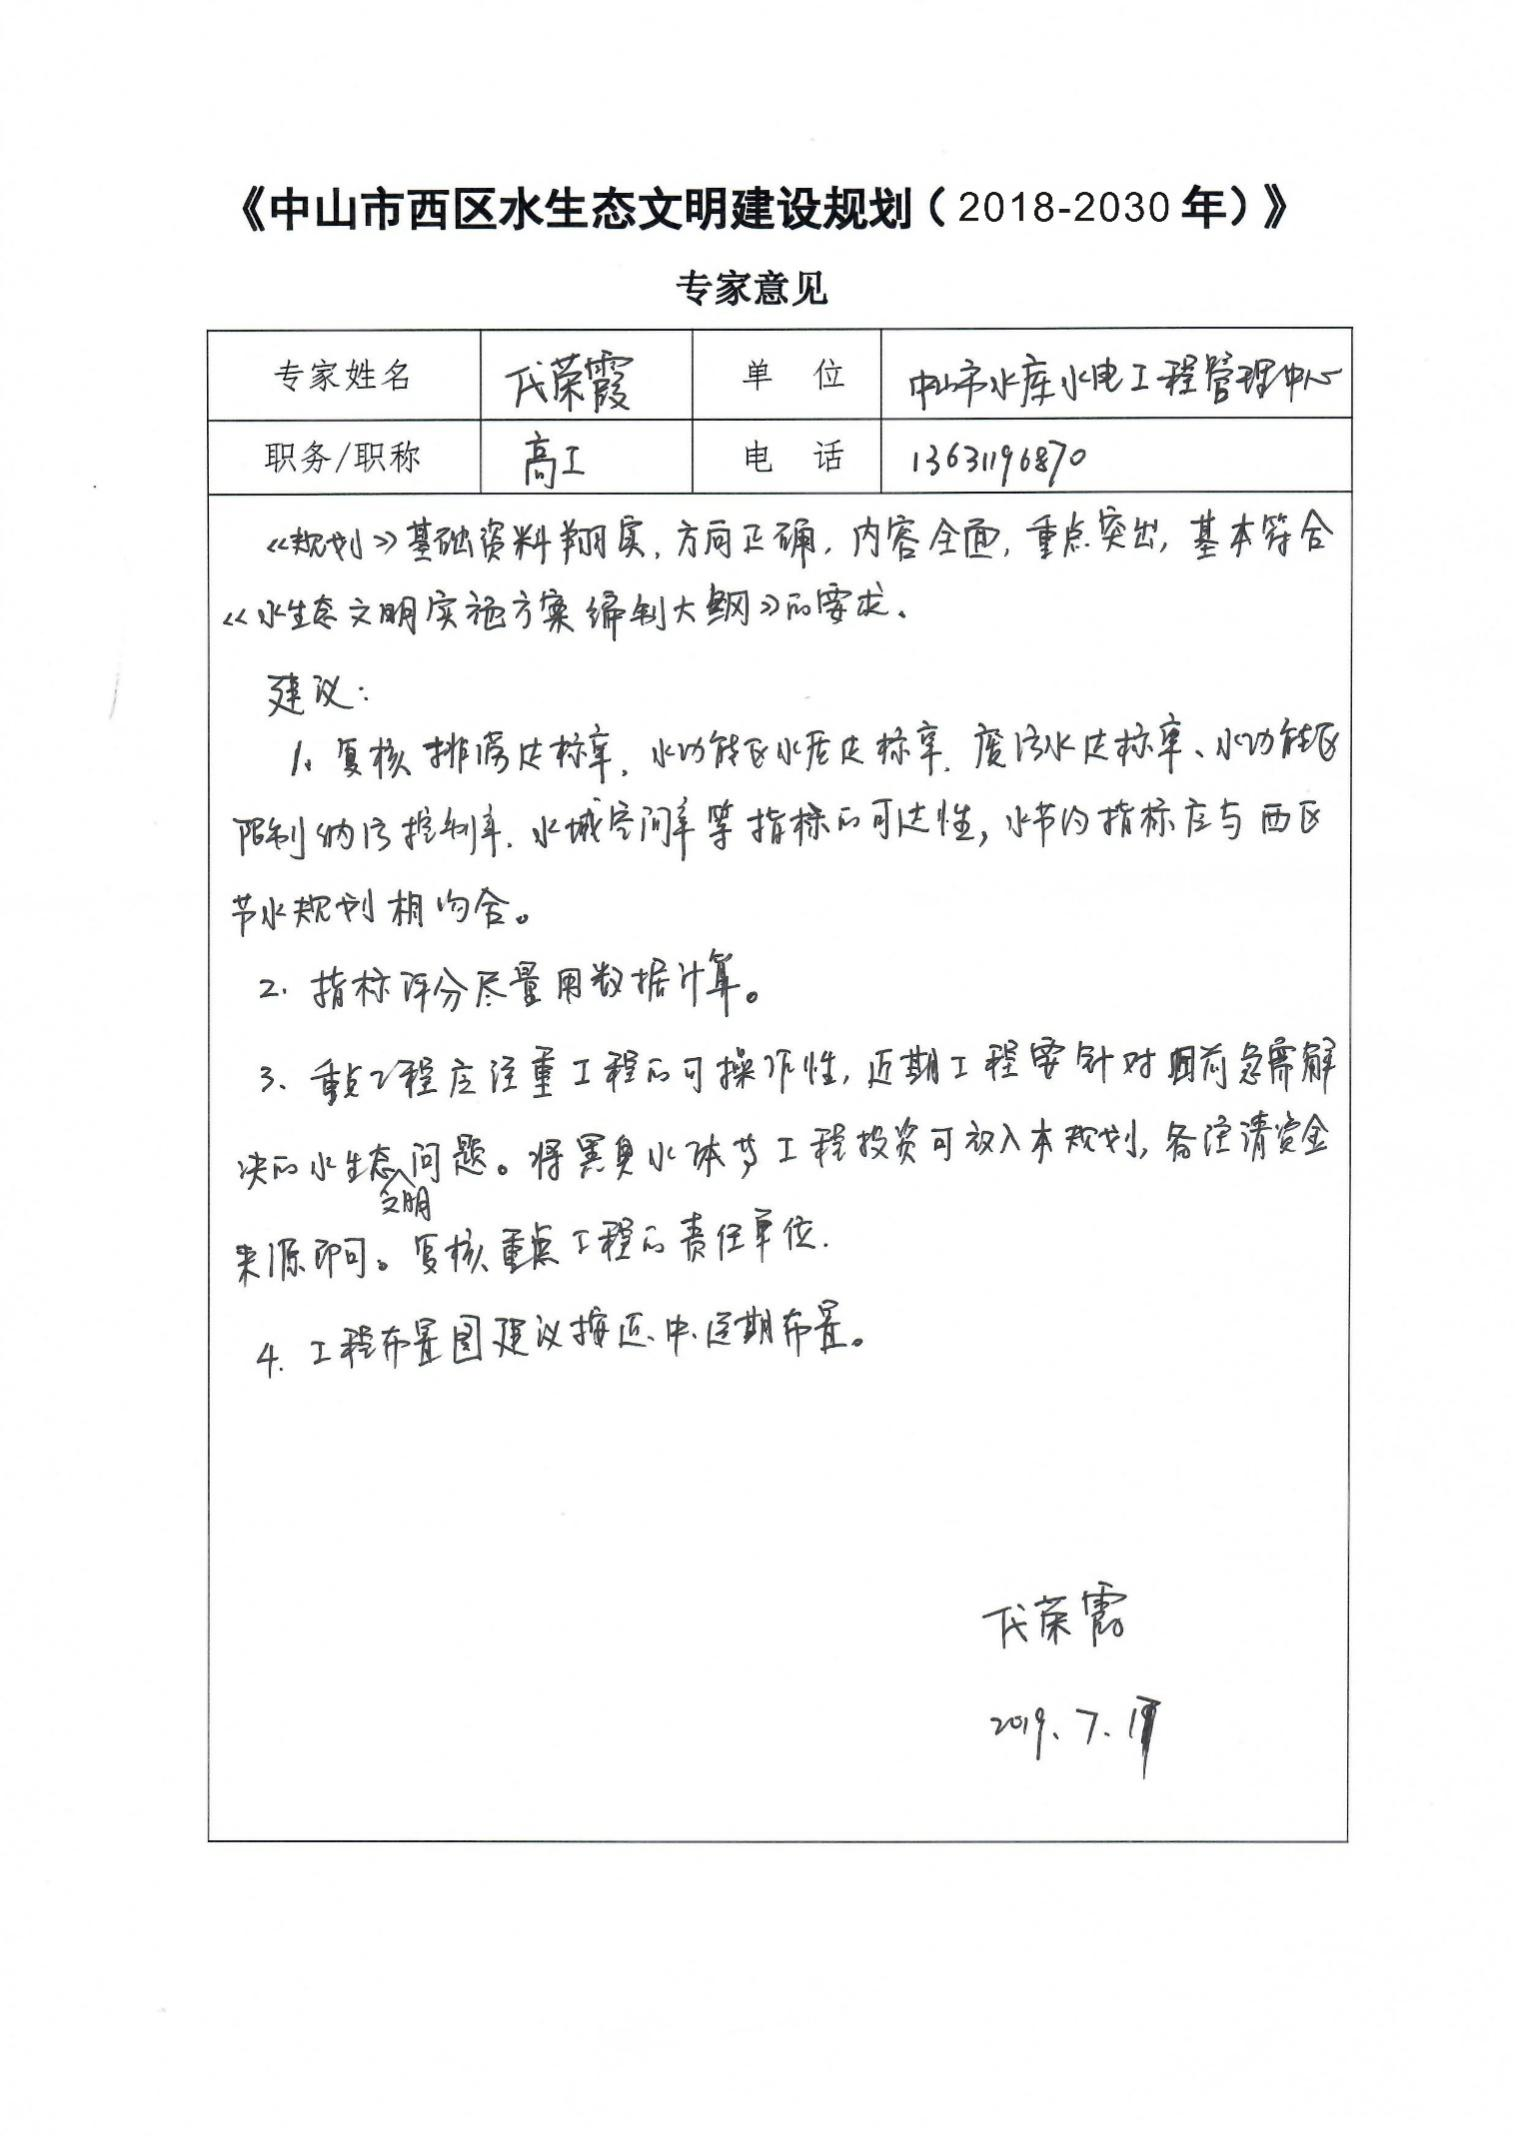 《中山市西区水生态文明建设规划（2018-2030年）》
专家意见
专家姓名 代荣霞 单 位 中山市水库水电工程管理中心
职务/职称 高工 电 话 13631196870
《规划》基础资料翔实，方向正确，内容全面，重点突出，基本符合
《水生态文明实施方案编制大纲》的要求。
建议：
1、复核排涝达标率、水功能区水质达标率、废污水达标率、水功能区
限制纳污控制率、水域空间率等指标的可达性，水节约指标应与西区
节水规划相吻合。
2. 指标评分尽量用数据计算。
3、重点工程应注重工程的可操作性，近期工程要针对目前急需解
决的水生态文明问题。将黑臭水体等工程投资可放入本规划，备注清资金
来源即可。复核重点工程的责任单位.
4. 工程布置图建议按近、中、远期布置。
代荣霞
2019.7.